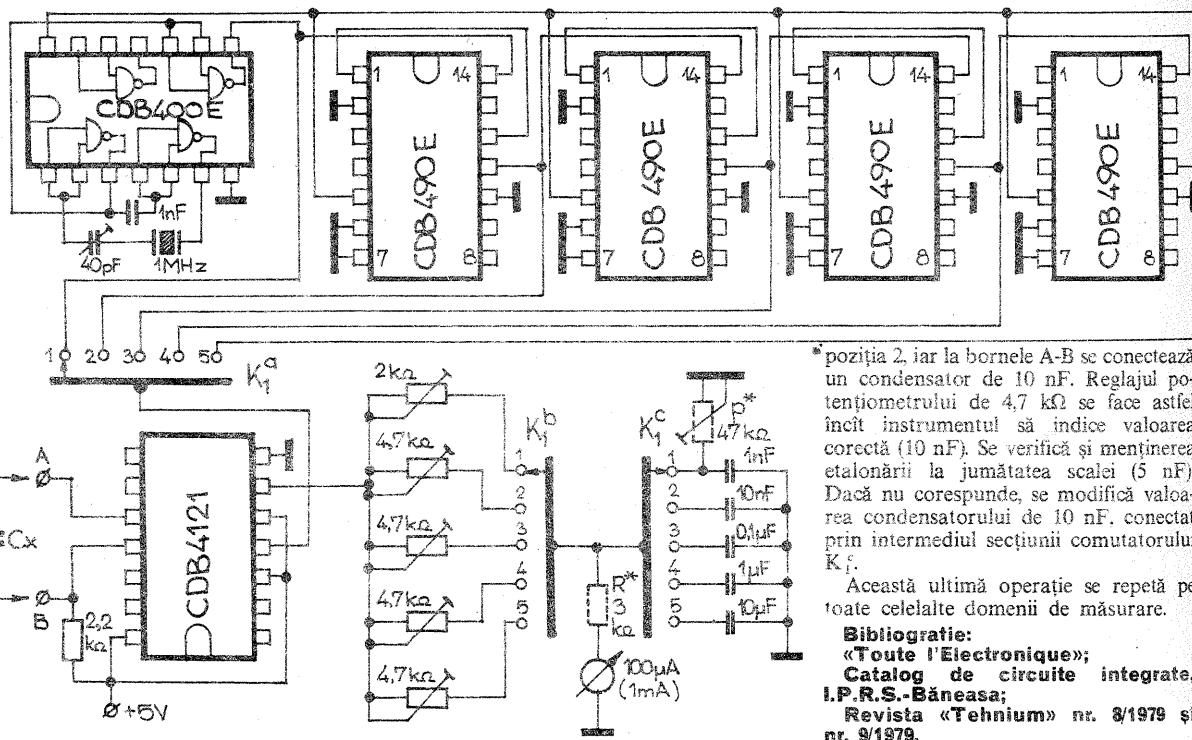 CDB400E
1nF
40pF
1MHz
1
14
CDB490E
7
8
1
14
CDB490E
7
8
1
14
CDB490E
7
8
1
14
CDB490E
7
8
1 2 3 4 5
K1a
A
Cx
B
2,2
kΩ
+5V
CDB4121
2kΩ
4,7kΩ
4,7kΩ
4,7kΩ
4,7kΩ
K1b
1
2
3
4
5
R*
3
kΩ
100µA
(1mA)
K1c
P*
47kΩ
1 1nF
2 10nF
3 0,1µF
4 1µF
5 10µF
poziția 2, iar la bornele A-B se conectează
un condensator de 10 nF. Reglajul po-
tențiometrului de 4,7 kΩ se face astfel
încît instrumentul să indice valoarea
corectă (10 nF). Se verifică și menținerea
etalonării la jumătatea scalei (5 nF)
Dacă nu corespunde, se modifică valoa-
rea condensatorului de 10 nF. conectat
prin intermediul secțiunii comutatorului
Această ultimă operație se repetă pe
toate celelalte domenii de măsurare.
Bibliografie:
«Toute l'Electronique»;
Catalog de circuite integrate,
I.P.R.S.-Băneasa;
Revista «Tehnium» nr. 8/1979 și
nr. 9/1979.